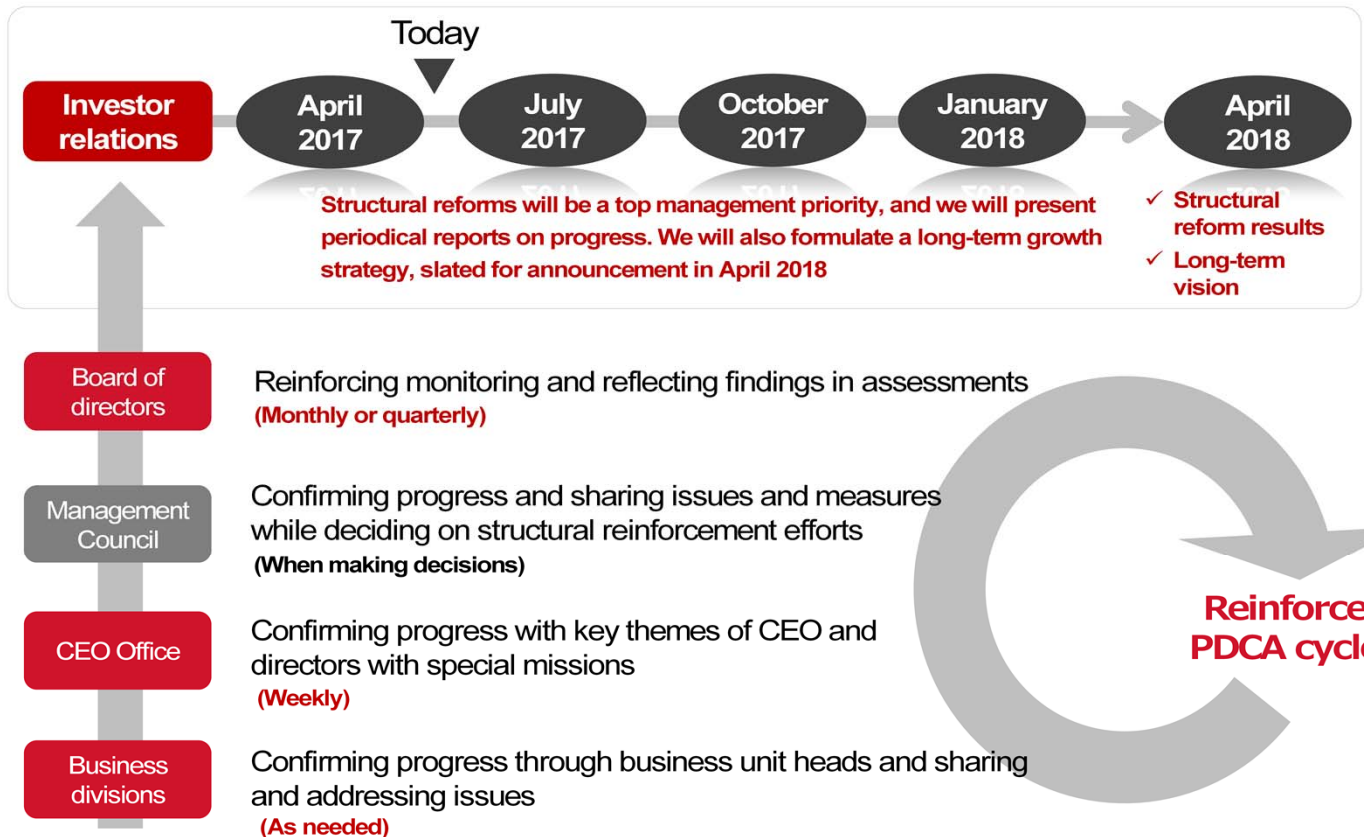 Today
Investor
relations
April
2017
July
2017
October
2017
January
2018
April
2018
Structural reforms will be a top management priority, and we will present
periodical reports on progress. We will also formulate a long-term growth
strategy, slated for announcement in April 2018
✓ Structural
reform results
✓ Long-term
vision
Board of
directors
Reinforcing monitoring and reflecting findings in assessments
(Monthly or quarterly)
Management
Council
Confirming progress and sharing issues and measures
while deciding on structural reinforcement efforts
(When making decisions)
CEO Office
Confirming progress with key themes of CEO and
directors with special missions
(Weekly)
Business
divisions
Confirming progress through business unit heads and sharing
and addressing issues
(As needed)
Reinforce
PDCA cycle